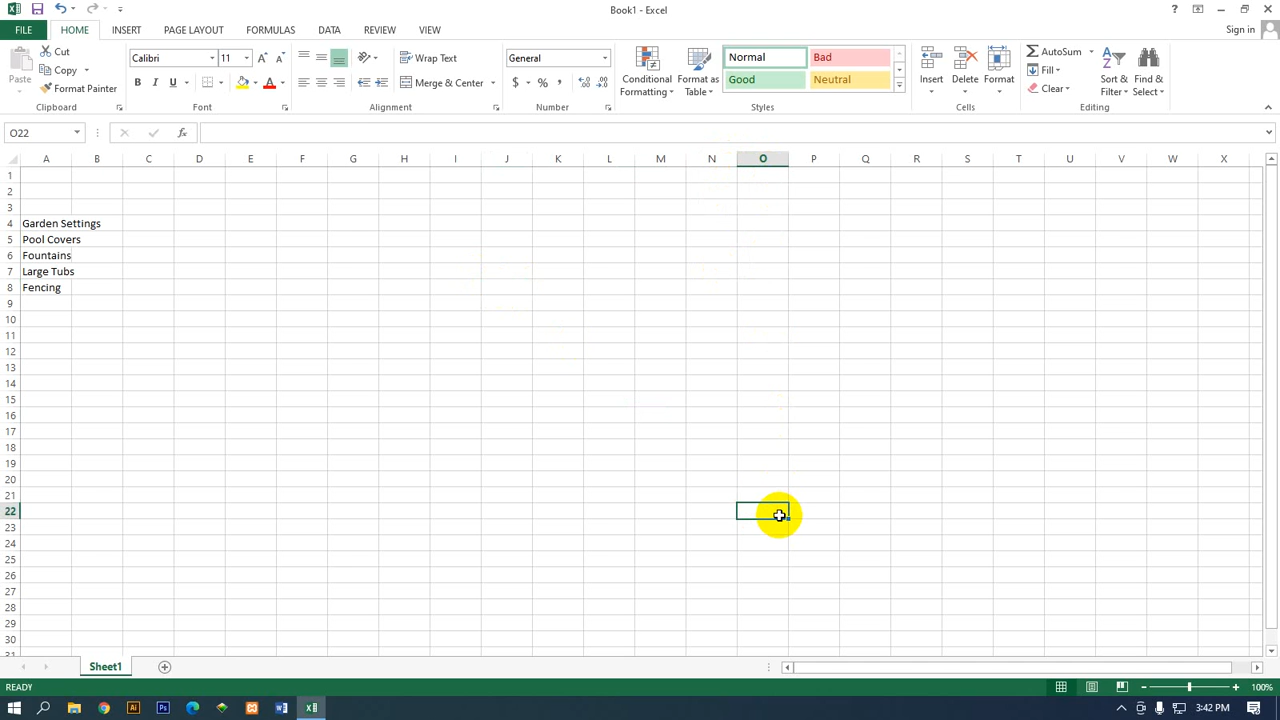 Book1 - Excel
?
FILE HOME INSERT PAGE LAYOUT FORMULAS DATA REVIEW VIEW Sign in
Paste
Cut
Copy
Format Painter
Clipboard
Calibri 11
B I U
Font
Wrap Text
Merge & Center
Alignment
General
$ % ,
Number
Conditional Formatting
Format as Table
Normal Bad
Good Neutral
Styles
Insert
Delete
Format
Cells
AutoSum
Fill
Clear
Sort & Filter
Find & Select
Editing
O22 fx
A B C D E F G H I J K L M N O P Q R S T U V W X
1
2
3
4 Garden Settings
5 Pool Covers
6 Fountains
7 Large Tubs
8 Fencing
9
10
11
12
13
14
15
16
17
18
19
20
21
22
23
24
25
26
27
28
29
30
31
Sheet1
READY 100%
3:42 PM